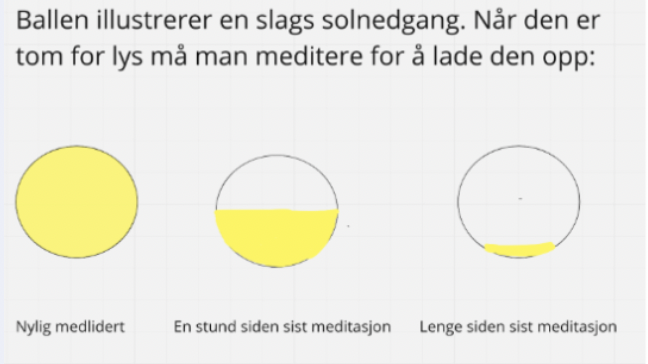 Ballen illustrerer en slags solnedgang. Når den er
tom for lys må man meditere for å lade den opp:
Nylig medlidert
En stund siden sist meditasjon
Lenge siden sist meditasjon